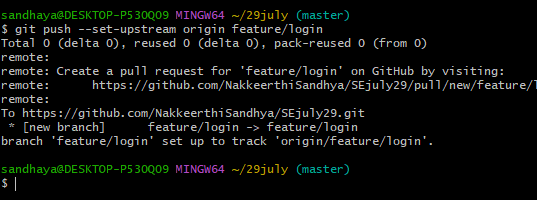 sandhaya@DESKTOP-P53OQO9 MINGW64 ~/29july (master)
$ git push --set-upstream origin feature/login
Total 0 (delta 0), reused 0 (delta 0), pack-reused 0 (from 0)
remote:
remote: Create a pull request for 'feature/login' on GitHub by visiting:
remote:      https://github.com/NakkeerthiSandhya/SEjuly29/pull/new/feature/l
remote:
To https://github.com/NakkeerthiSandhya/SEjuly29.git
 * [new branch]      feature/login -> feature/login
branch 'feature/login' set up to track 'origin/feature/login'.
sandhaya@DESKTOP-P53OQO9 MINGW64 ~/29july (master)
$